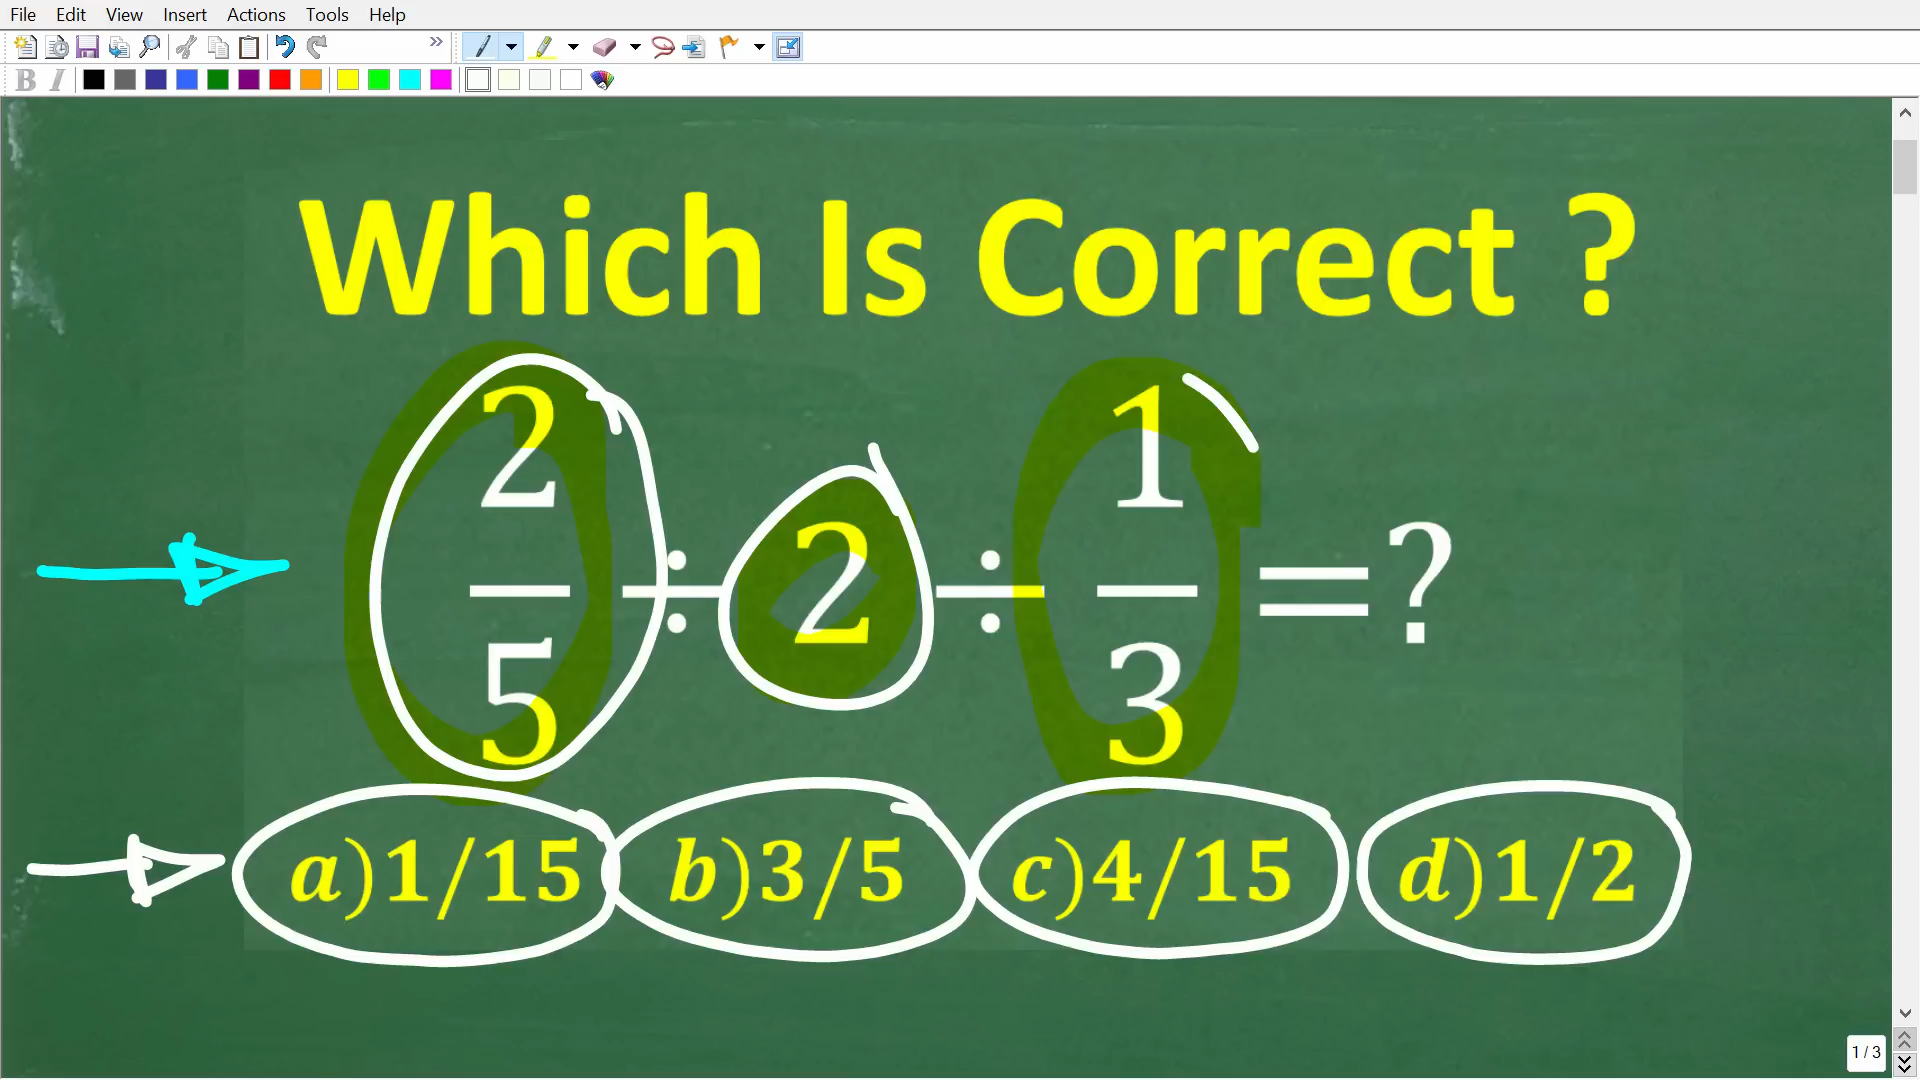 File Edit View Insert Actions Tools Help
B I
Which Is Correct ?
2/5 ÷ 2 ÷ 1/3 =?
a)1/15 b)3/5 c)4/15 d)1/2
1 / 3